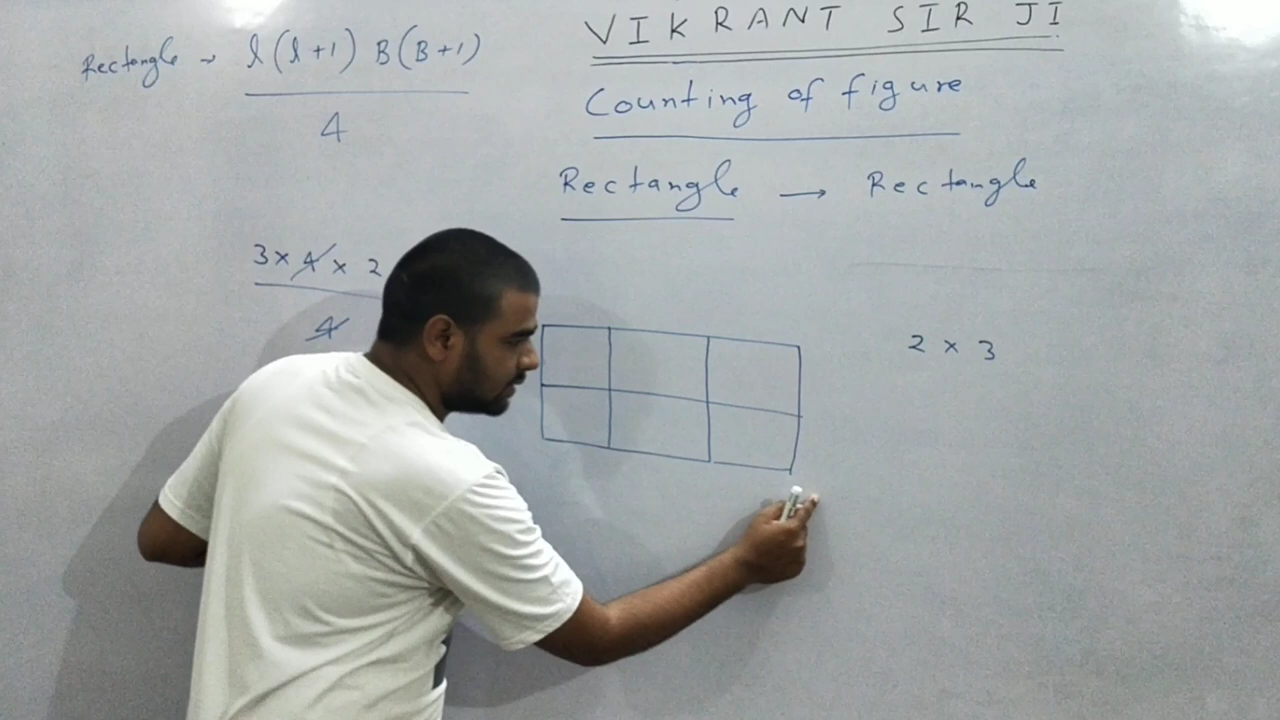 VIKRANT SIR JI
Rectangle → l(l+1) B(B+1)
4
Counting of figure
Rectangle → Rectangle
3 x 4 x 2
4
2 x 3